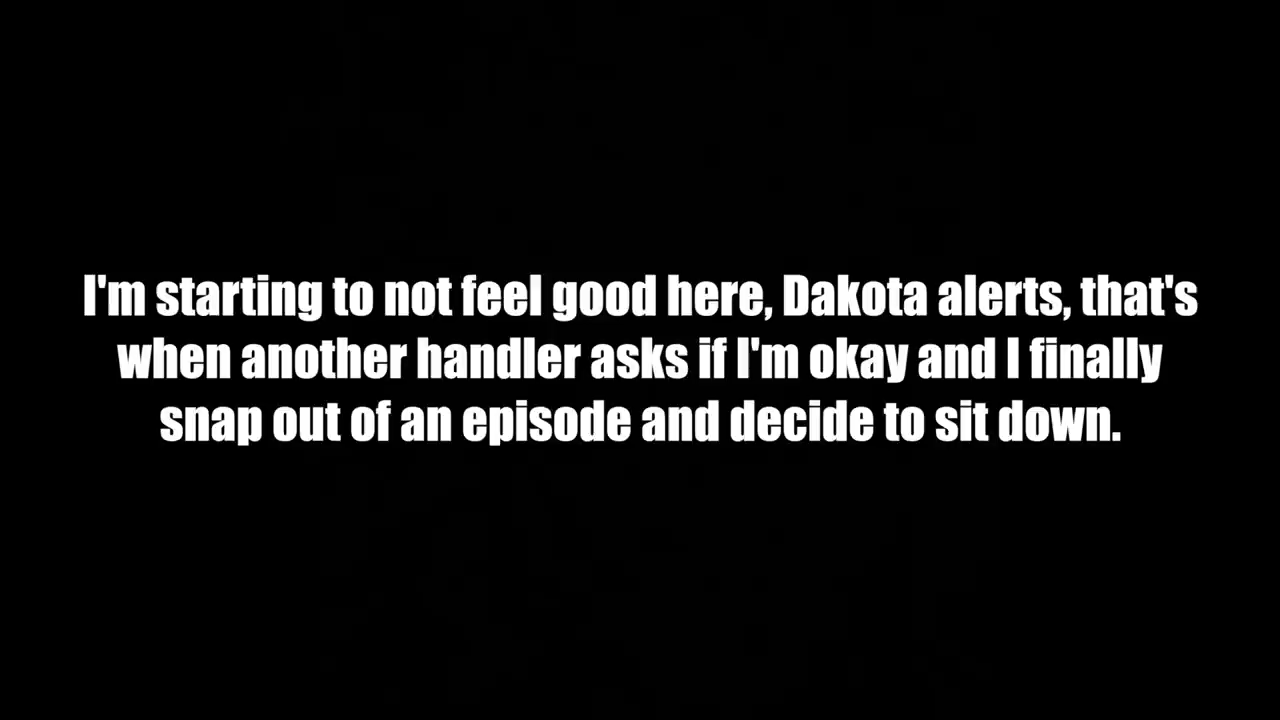 I'm starting to not feel good here, Dakota alerts, that's
when another handler asks if I'm okay and I finally
snap out of an episode and decide to sit down.